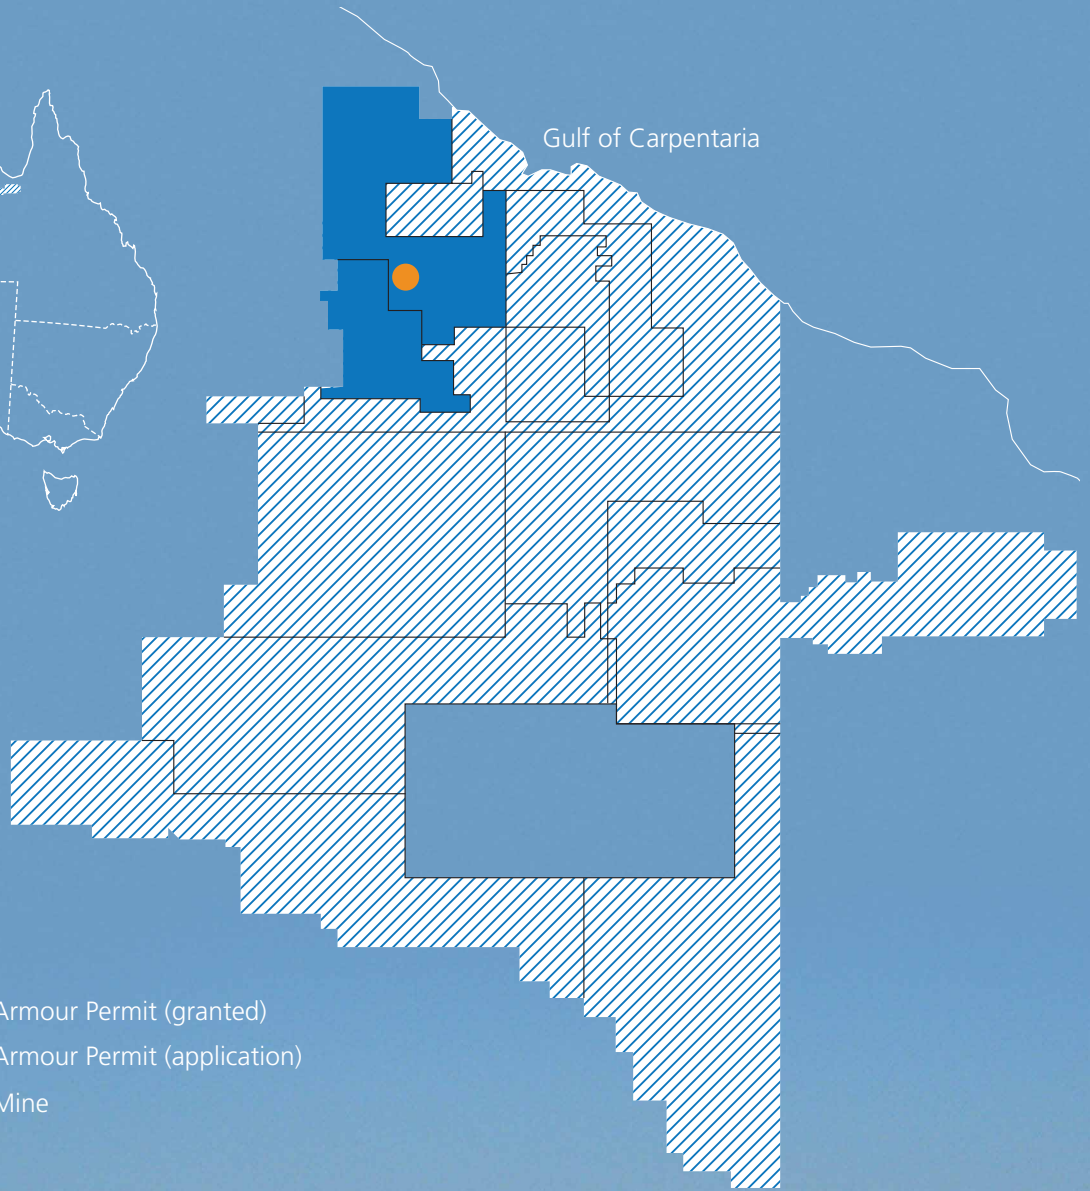 Gulf of Carpentaria
Armour Permit (granted)
Armour Permit (application)
Mine